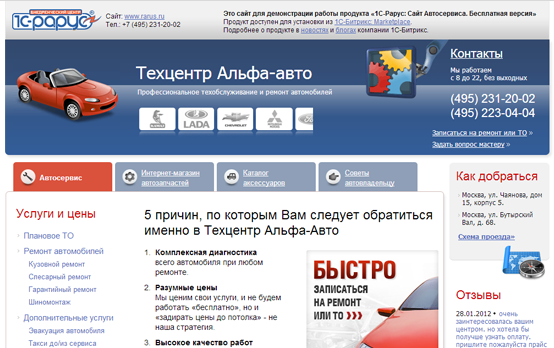 ВНЕДРЕНЧЕСКИЙ ЦЕНТР
1С-рарус
Сайт: www.rarus.ru
Тел.: +7 (495) 231-20-02
Это сайт для демонстрации работы продукта «1С-Рарус: Сайт Автосервиса. Бесплатная версия»
Продукт доступен для установки из 1С-Битрикс: Marketplace.
Подробнее о продукте в новостях и блогах компании 1С-Битрикс.
Техцентр Альфа-авто
Профессиональное техобслуживание и ремонт автомобилей
LADA
CHEVROLET
Контакты
Мы работаем
с 8 до 22, без выходных
(495) 231-20-02
(495) 223-04-04
Записаться на ремонт или ТО »
Задать вопрос мастеру »
Автосервис
Интернет-магазин
автозапчастей
Каталог
аксессуаров
Советы
автовладельцу
Как добраться
Москва, ул. Чаянова, дом
15, корпус 5.
Москва, ул. Бутырский
Вал, д. 68.
Схема проезда»
Услуги и цены
Плановое ТО
Ремонт автомобилей
Кузовной ремонт
Слесарный ремонт
Гарантийный ремонт
Шиномонтаж
Дополнительные услуги
Эвакуация автомобиля
Такси до/из сервиса
5 причин, по которым Вам следует обратиться
именно в Техцентр Альфа-Авто
1. Комплексная диагностика
всего автомобиля при любом
ремонте.
2. Разумные цены
Мы ценим свои услуги, и не будем
работать «бесплатно», но и
«задирать цены до потолка» - не
наша стратегия.
3. Высокое качество работ
БЫСТРО
ЗАПИСАТЬСЯ
НА РЕМОНТ
ИЛИ ТО >>>
Отзывы
28.01.2012 • очень
заинтересовалась вашим
центром, но хотела бы
получше узнать оплату.
пришлите пожалуйста прайс